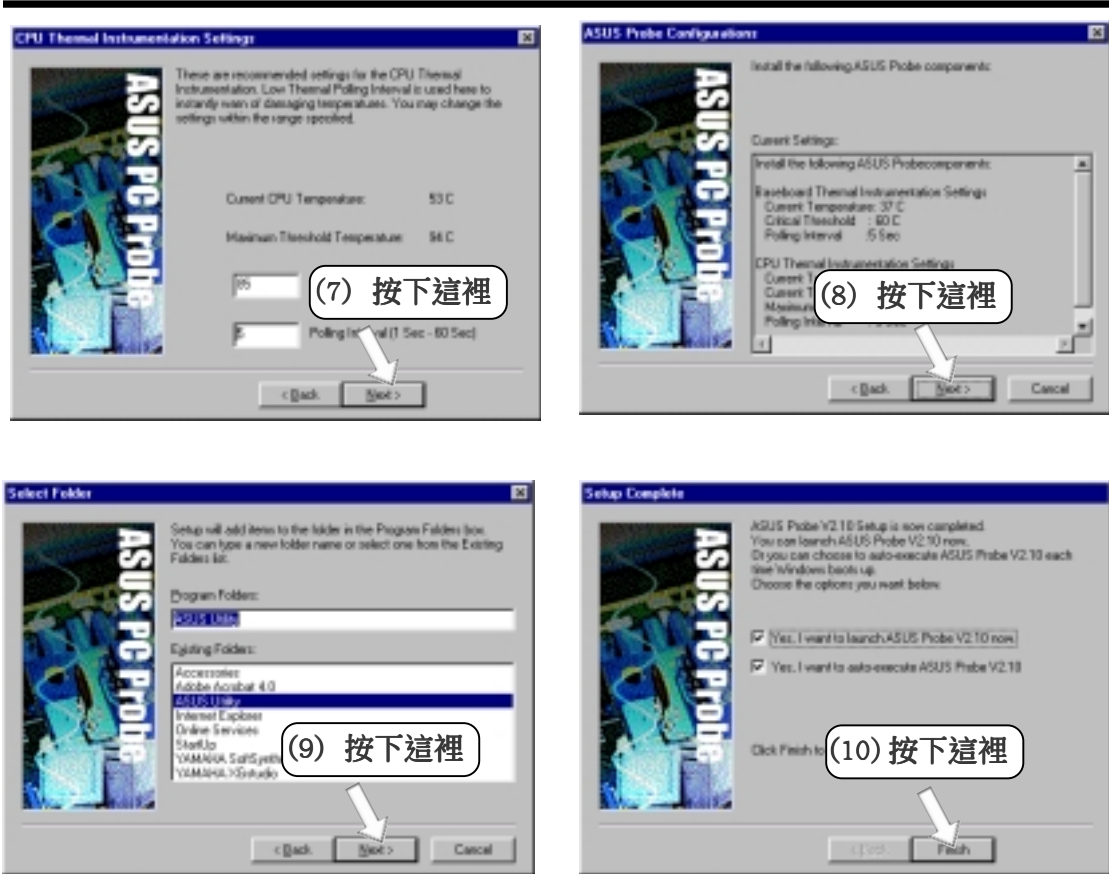 CPU Thermal Instrumentation Settings
ASUS PC Probe
These are recommended settings for the CPU Thermal
Instrumentation. Low Thermal Polling Interval is used here to
instantly warn of damaging temperatures. You may change the
settings within the range specified.
Current CPU Temperature: 53 C
Maximum Threshold Temperature: 94 C
85
(7) 按下這裡
5
Polling Interval (1 Sec - 60 Sec)
< Back
Next >
ASUS Probe Configurations
ASUS PC Probe
Install the following ASUS Probe components:
Current Settings:
Install the following ASUS Probecomponents:
Baseboard Thermal Instrumentation Settings
Current Temperature: 37 C
Critical Threshold : 60 C
Polling Interval :5 Sec
CPU Thermal Instrumentation Settings
Current T
Current T
Maximum
(8) 按下這裡
Polling Interval
< Back
Next >
Cancel
Select Folder
ASUS PC Probe
Setup will add items to the folder in the Program Folders box.
You can type a new folder name or select one from the Existing
Folders list.
Program Folders:
ASUS Utility
Existing Folders:
Accessories
Adobe Acrobat 4.0
ASUS Utility
Internet Explorer
Online Services
StartUp
YAMAHA SoftSynth
YAMAHA XGstudio
(9) 按下這裡
< Back
Next >
Cancel
Setup Complete
ASUS PC Probe
ASUS Probe V2.10 Setup is now completed.
You can launch ASUS Probe V2.10 now,
Or you can choose to auto-execute ASUS Probe V2.10 each
time Windows boots up.
Choose the options you want below.
Yes, I want to launch ASUS Probe V2.10 now.
Yes, I want to auto-execute ASUS Probe V2.10
Click Finish to
(10) 按下這裡
< Back
Finish